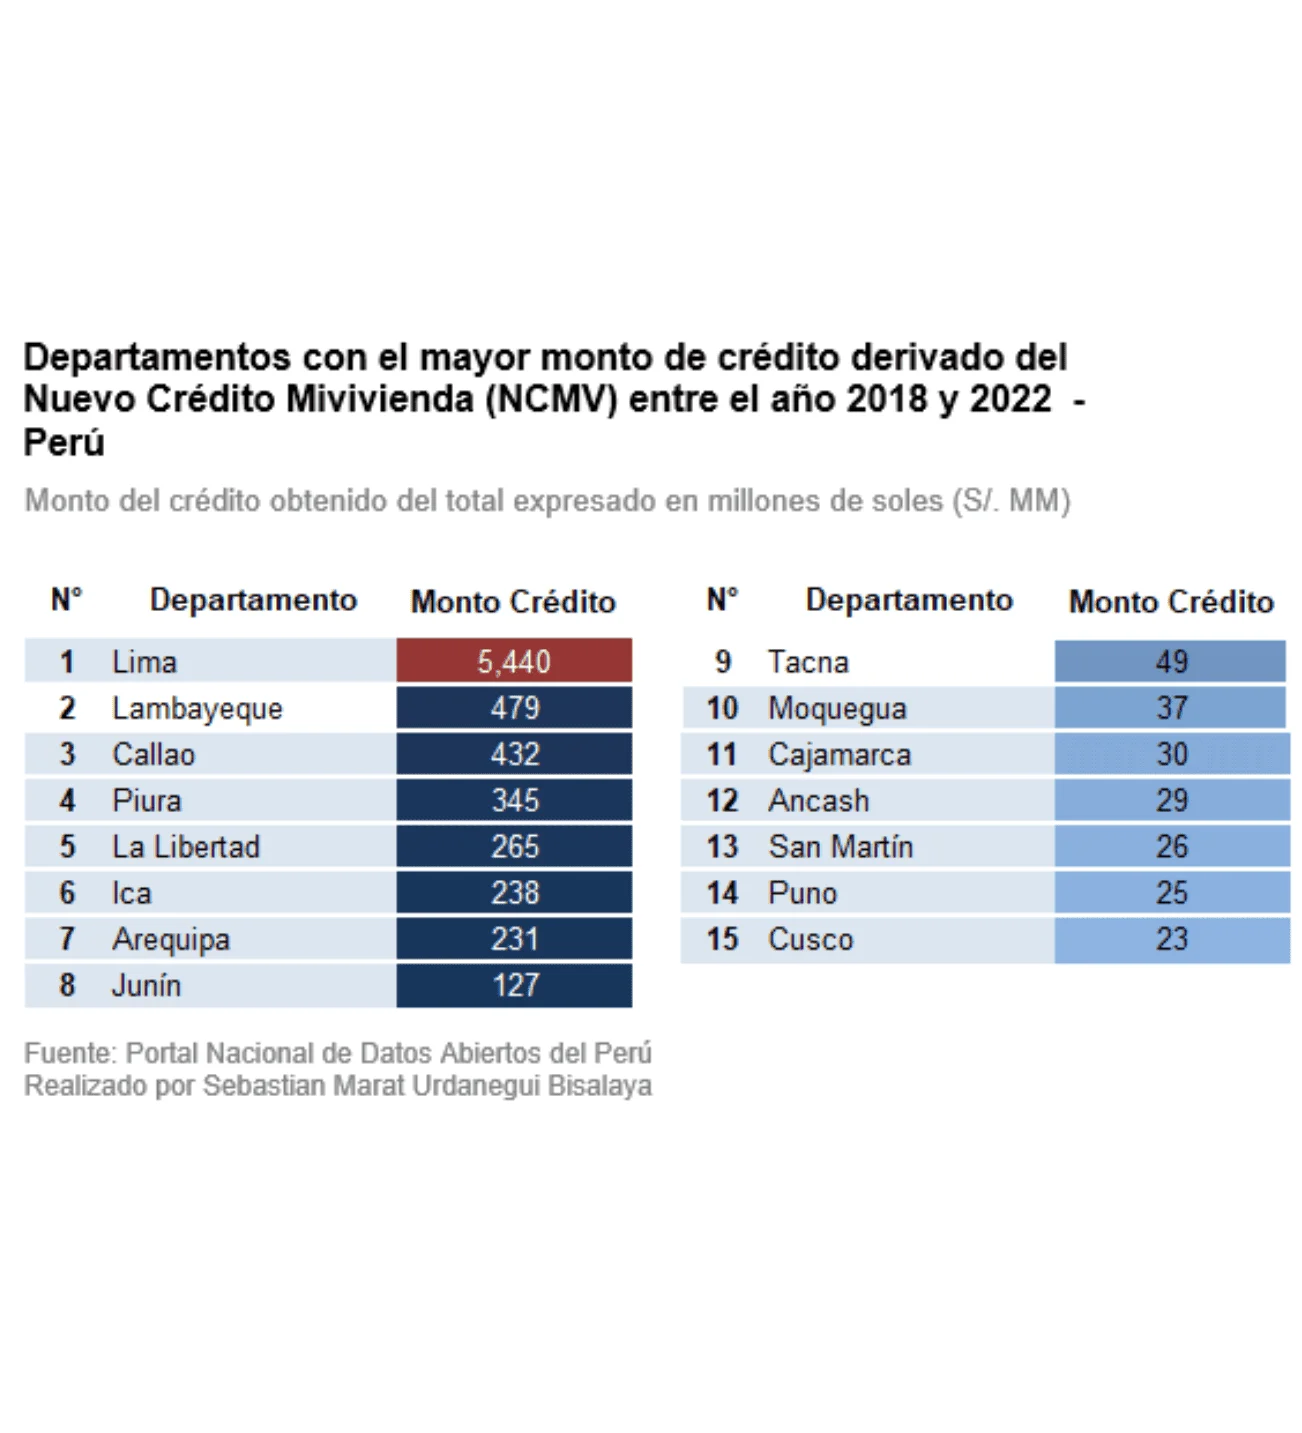 Departamentos con el mayor monto de crédito derivado del
Nuevo Crédito Mivivienda (NCMV) entre el año 2018 y 2022 -
Perú
Monto del crédito obtenido del total expresado en millones de soles (S/. MM)
N° Departamento Monto Crédito
1 Lima 5,440
2 Lambayeque 479
3 Callao 432
4 Piura 345
5 La Libertad 265
6 Ica 238
7 Arequipa 231
8 Junín 127
N° Departamento Monto Crédito
9 Tacna 49
10 Moquegua 37
11 Cajamarca 30
12 Ancash 29
13 San Martín 26
14 Puno 25
15 Cusco 23
Fuente: Portal Nacional de Datos Abiertos del Perú
Realizado por Sebastian Marat Urdanegui Bisalaya